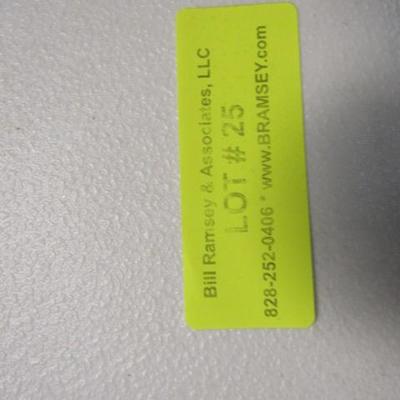 Bill Ramsey & Associates, LLC
LOT # 25
828-252-0406 * www.BRAMSEY.com